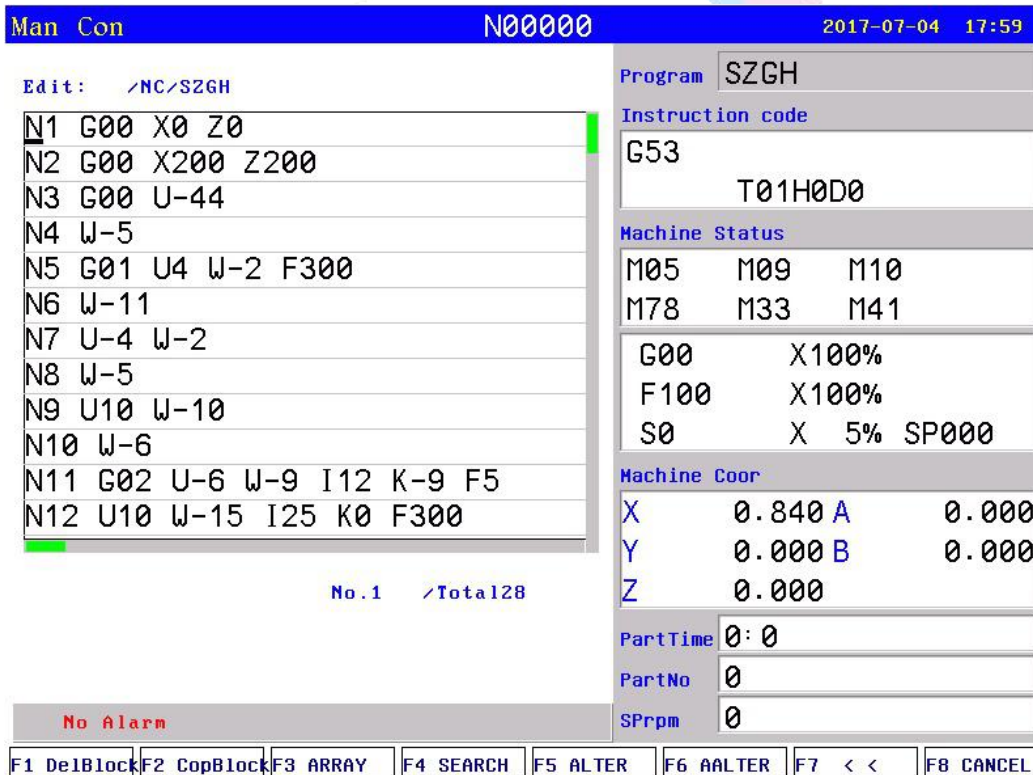 Man Con N00000 2017-07-04 17:59
Edit: /NC/SZGH
N1 G00 X0 Z0
N2 G00 X200 Z200
N3 G00 U-44
N4 W-5
N5 G01 U4 W-2 F300
N6 W-11
N7 U-4 W-2
N8 W-5
N9 U10 W-10
N10 W-6
N11 G02 U-6 W-9 I12 K-9 F5
N12 U10 W-15 I25 K0 F300
No.1 /Total28
No Alarm
Program SZGH
Instruction code
G53
T01H0D0
Machine Status
M05 M09 M10
M78 M33 M41
G00 X100%
F100 X100%
S0 X 5% SP000
Machine Coor
X 0.840 A 0.000
Y 0.000 B 0.000
Z 0.000
PartTime 0: 0
PartNo 0
SPrpm 0
F1 DelBlock F2 CopBlock F3 ARRAY F4 SEARCH F5 ALTER F6 AALTER F7 < < F8 CANCEL